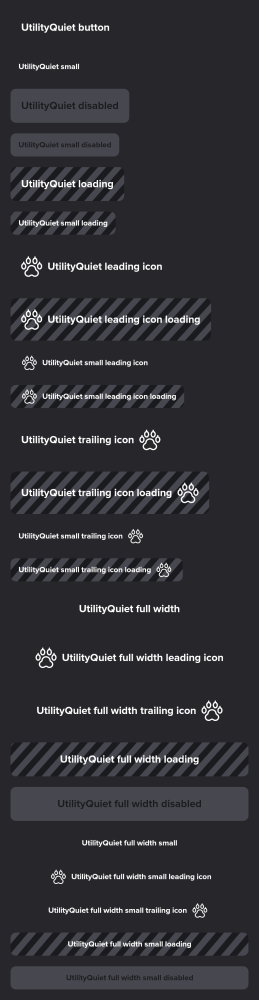 UtilityQuiet button
UtilityQuiet small
UtilityQuiet disabled
UtilityQuiet small disabled
UtilityQuiet loading
UtilityQuiet small loading
UtilityQuiet leading icon
UtilityQuiet leading icon loading
UtilityQuiet small leading icon
UtilityQuiet small leading icon loading
UtilityQuiet trailing icon
UtilityQuiet trailing icon loading
UtilityQuiet small trailing icon
UtilityQuiet small trailing icon loading
UtilityQuiet full width
UtilityQuiet full width leading icon
UtilityQuiet full width trailing icon
UtilityQuiet full width loading
UtilityQuiet full width disabled
UtilityQuiet full width small
UtilityQuiet full width small leading icon
UtilityQuiet full width small trailing icon
UtilityQuiet full width small loading
UtilityQuiet full width small disabled